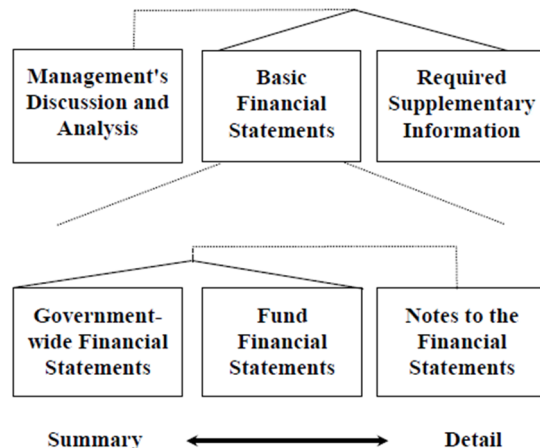 Management's
Discussion and
Analysis
Basic
Financial
Statements
Required
Supplementary
Information
Government-
wide Financial
Statements
Fund
Financial
Statements
Notes to the
Financial
Statements
Summary
Detail